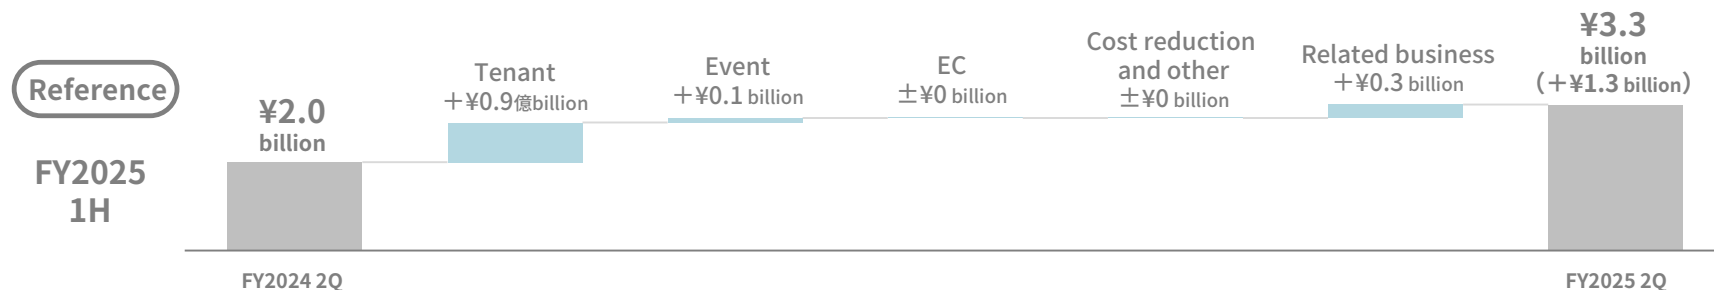 Reference
FY2025
1H
¥2.0
billion
Tenant
＋¥0.9億billion
Event
＋¥0.1 billion
EC
±¥0 billion
Cost reduction
and other
±¥0 billion
Related business
＋¥0.3 billion
¥3.3
billion
（＋¥1.3 billion）
FY2024 2Q
FY2025 2Q